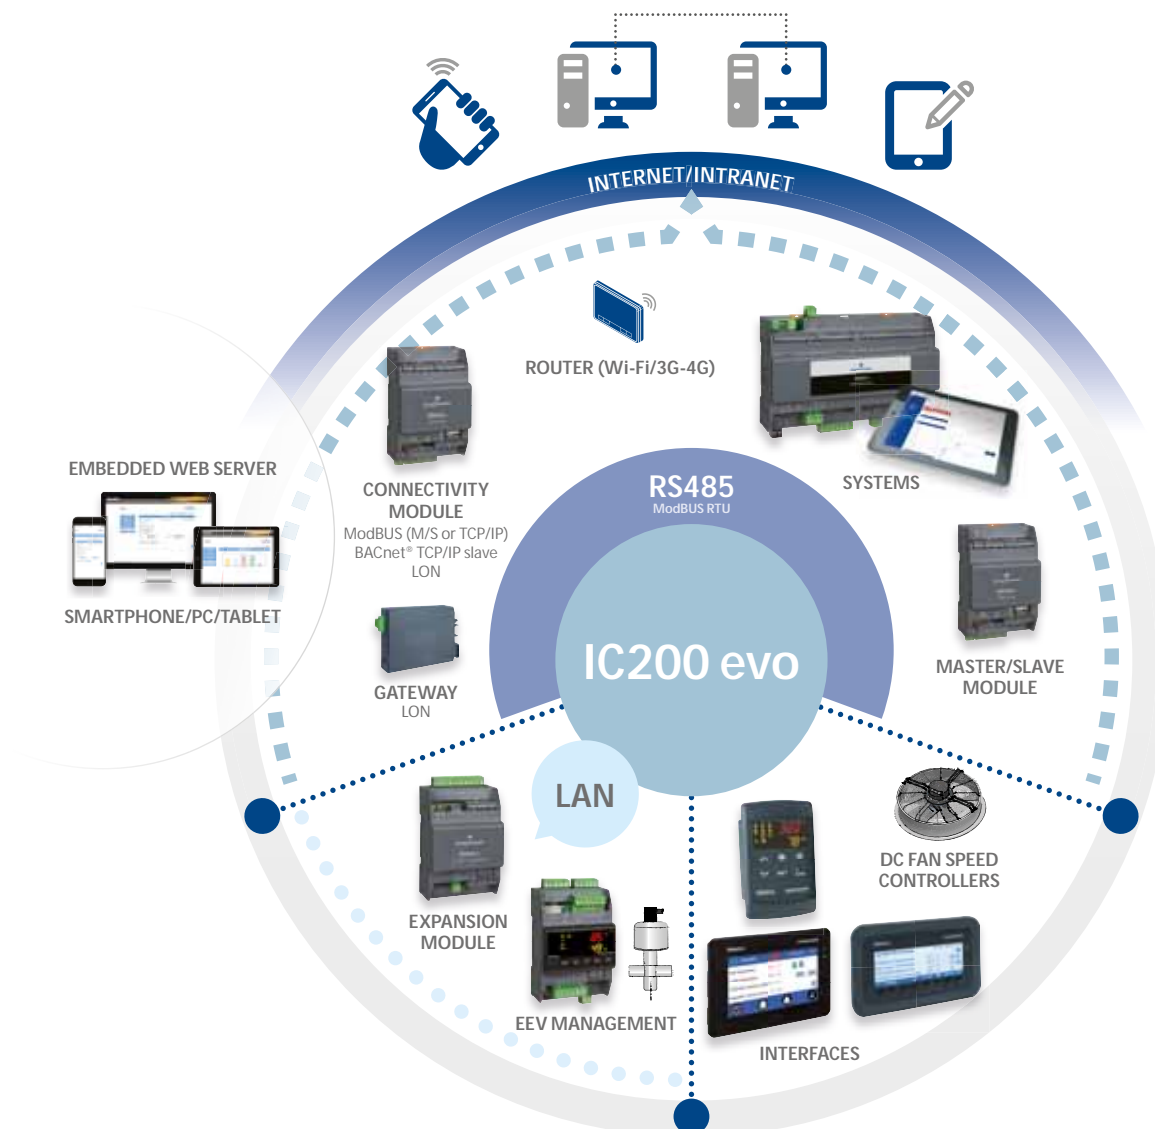 INTERNET/INTRANET
ROUTER (Wi-Fi/3G-4G)
EMBEDDED WEB SERVER
SMARTPHONE/PC/TABLET
CONNECTIVITY
MODULE
ModBUS (M/S or TCP/IP)
BACnet® TCP/IP slave
LON
RS485
ModBUS RTU
SYSTEMS
IC200 evo
GATEWAY
LON
MASTER/SLAVE
MODULE
LAN
EXPANSION
MODULE
EEV MANAGEMENT
DC FAN SPEED
CONTROLLERS
INTERFACES